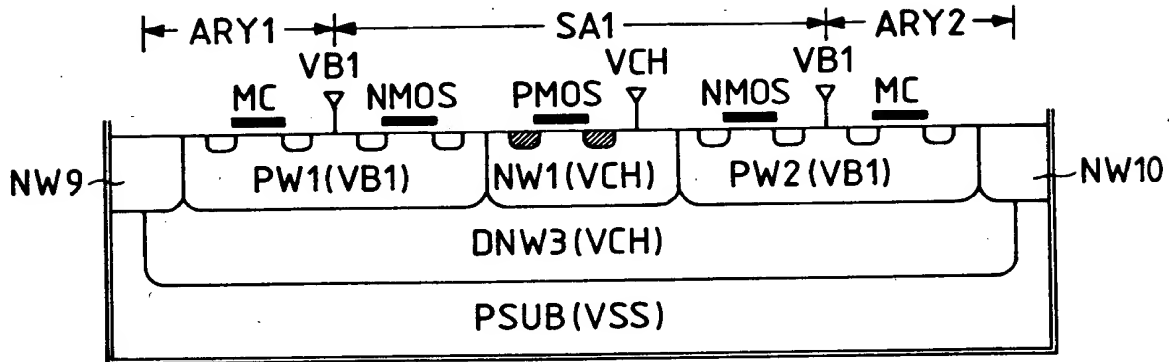 ARY1 SA1 ARY2
VB1 VCH VB1
MC NMOS PMOS NMOS MC
NW9 PW1(VB1) NW1(VCH) PW2(VB1) NW10
DNW3(VCH)
PSUB(VSS)